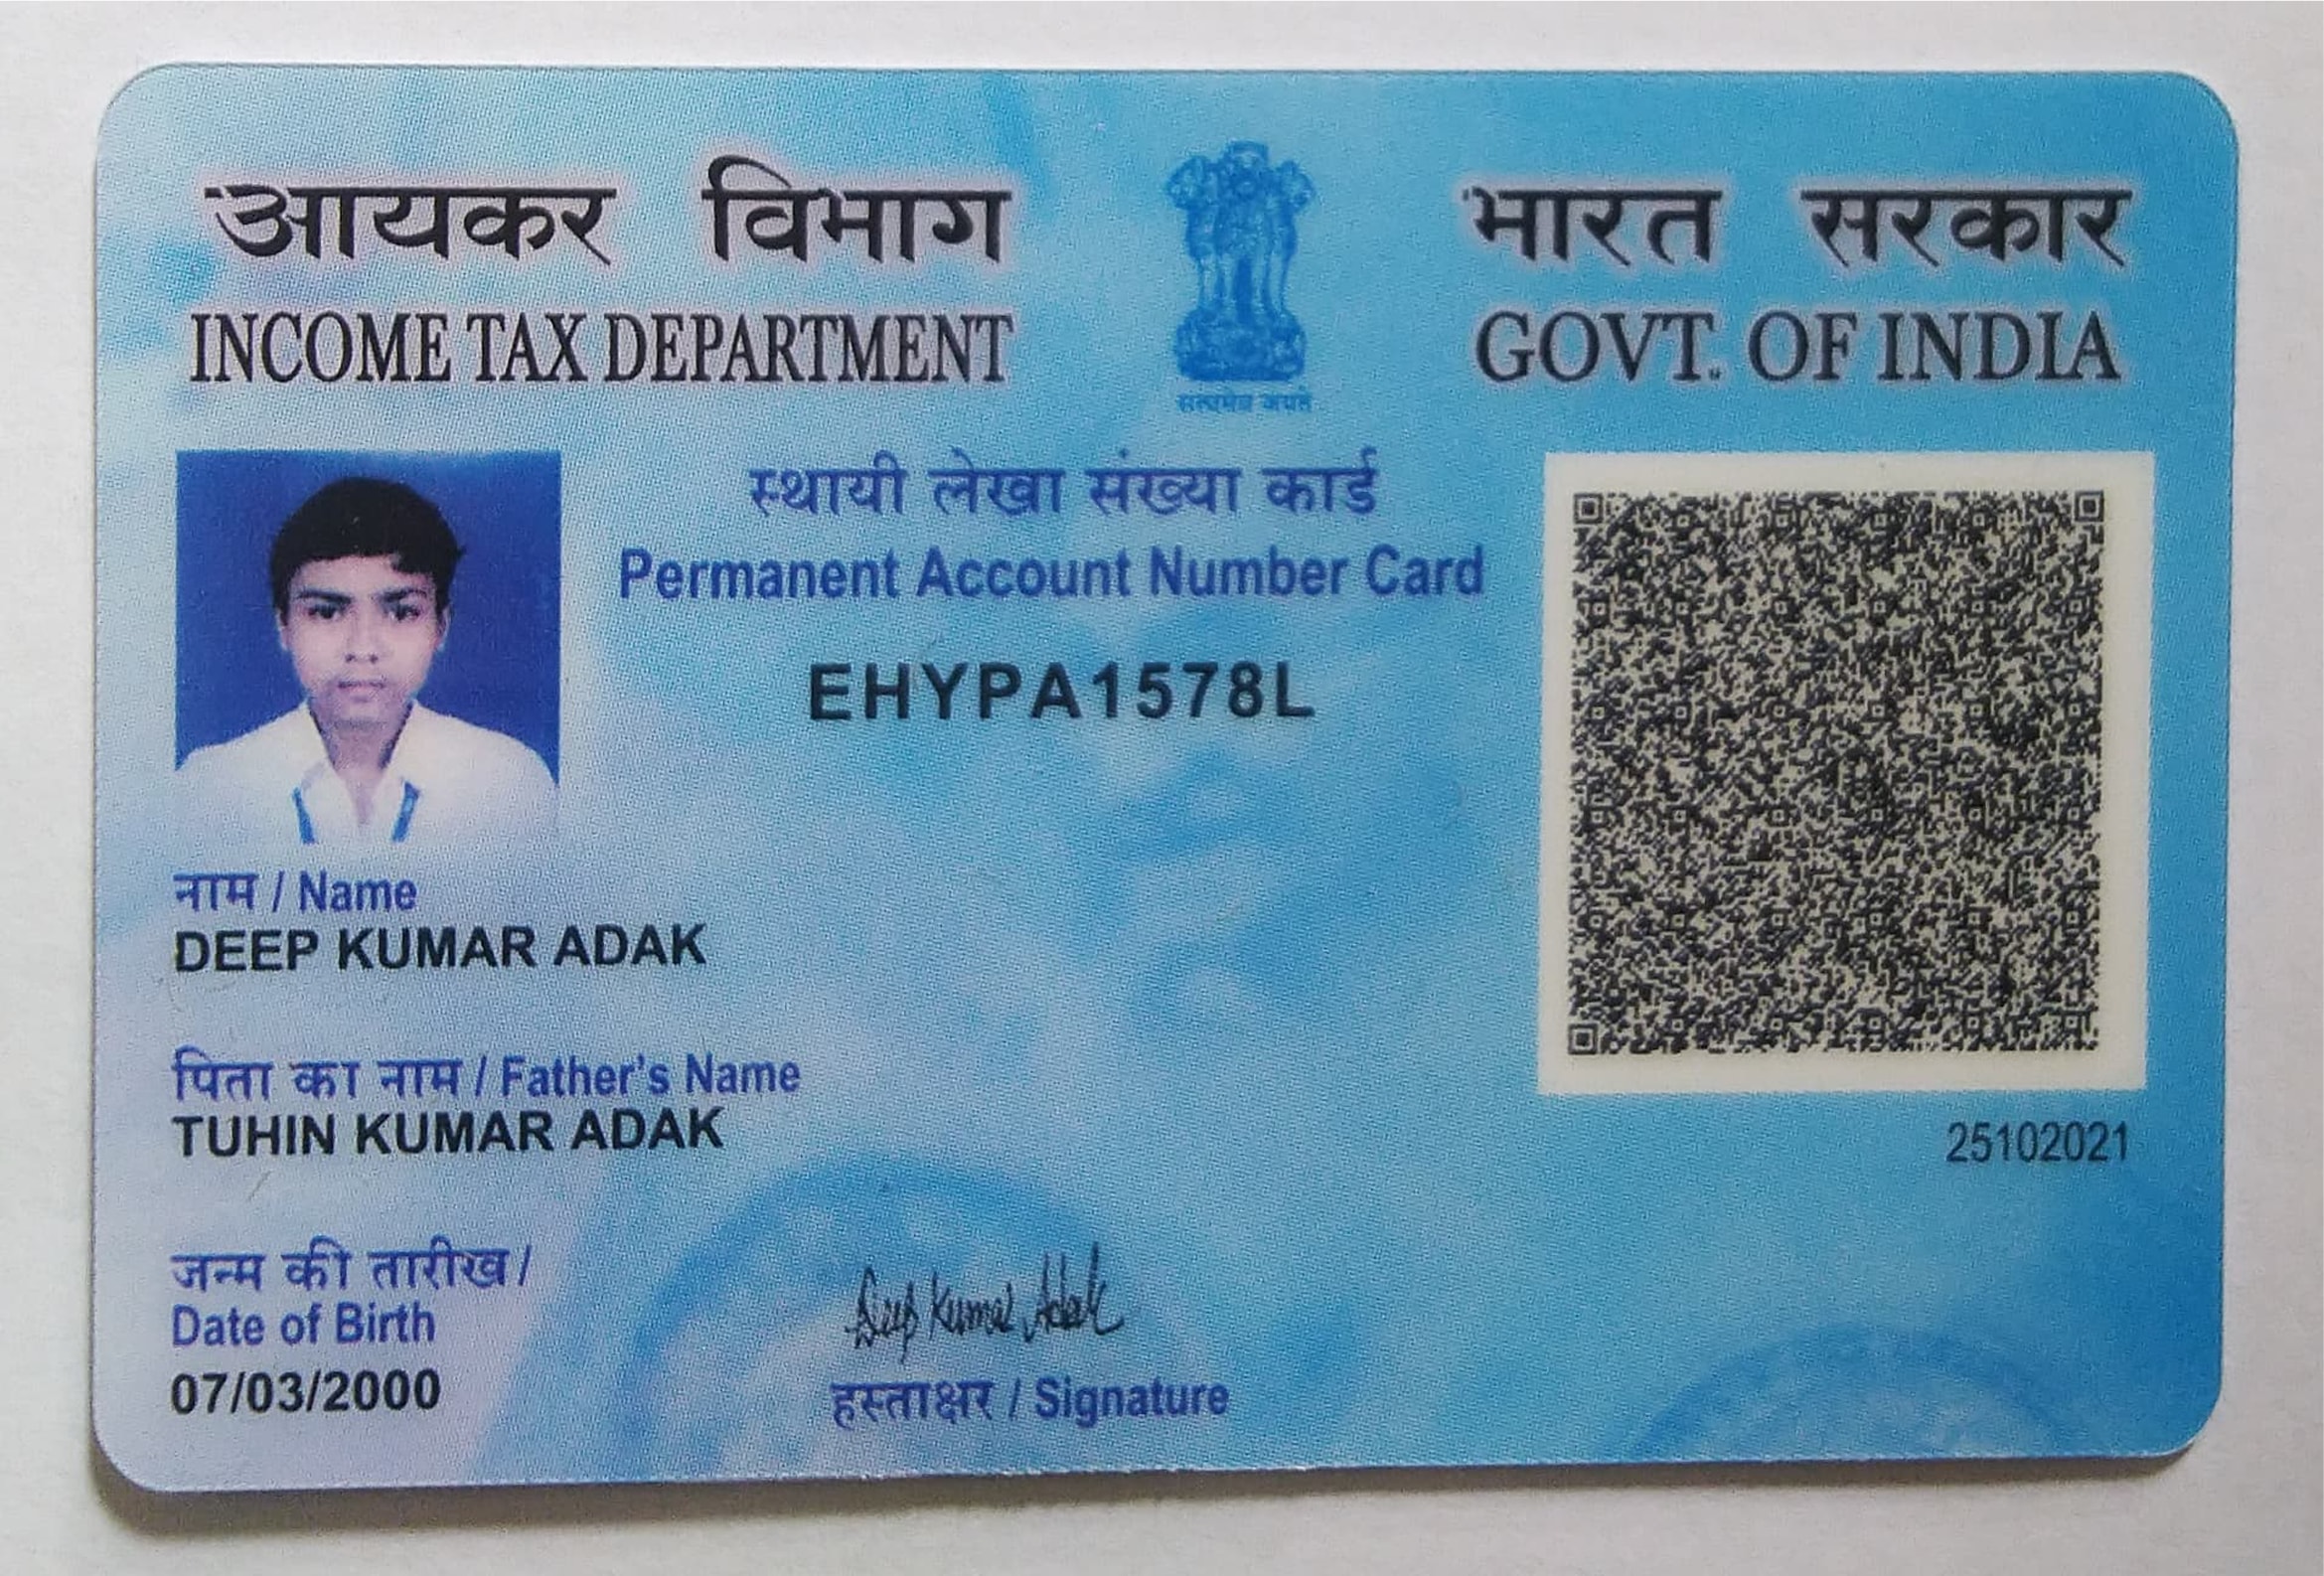 आयकर विभाग
INCOME TAX DEPARTMENT
सत्यमेव जयते
भारत सरकार
GOVT. OF INDIA
स्थायी लेखा संख्या कार्ड
Permanent Account Number Card
EHYPA1578L
नाम / Name
DEEP KUMAR ADAK
पिता का नाम / Father's Name
TUHIN KUMAR ADAK
25102021
जन्म की तारीख /
Date of Birth
07/03/2000
Deep Kumar Adak
हस्ताक्षर / Signature